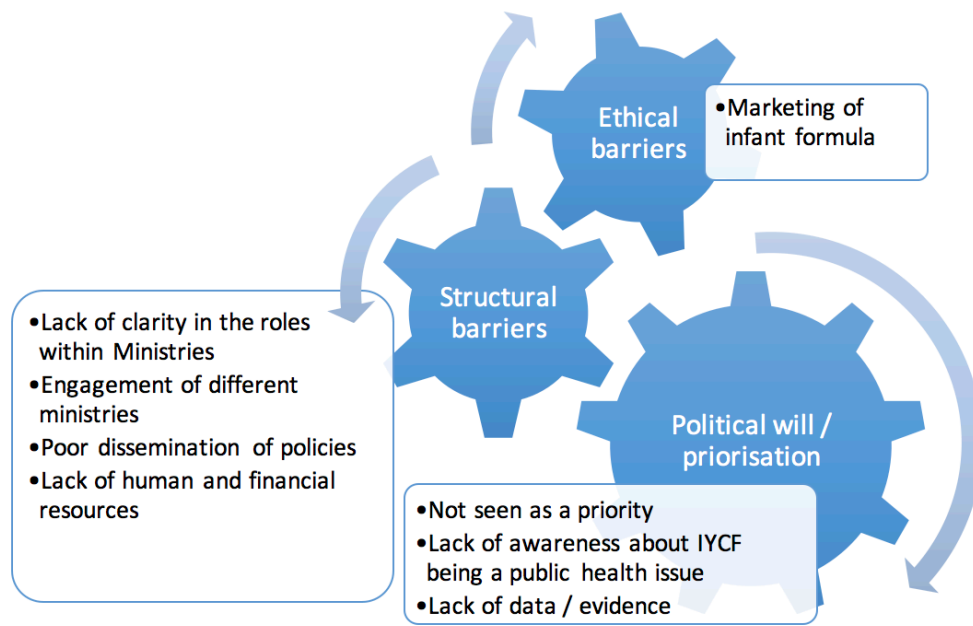 Ethical
barriers
•Marketing of
infant formula
Structural
barriers
•Lack of clarity in the roles
within Ministries
•Engagement of different
ministries
•Poor dissemination of policies
•Lack of human and financial
resources
Political will /
priorisation
•Not seen as a priority
•Lack of awareness about IYCF
being a public health issue
•Lack of data / evidence